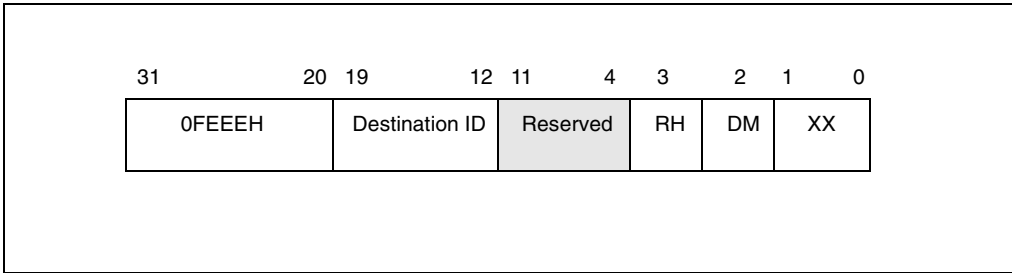 31 20 19 12 11 4 3 2 1 0
0FEEEH Destination ID Reserved RH DM XX